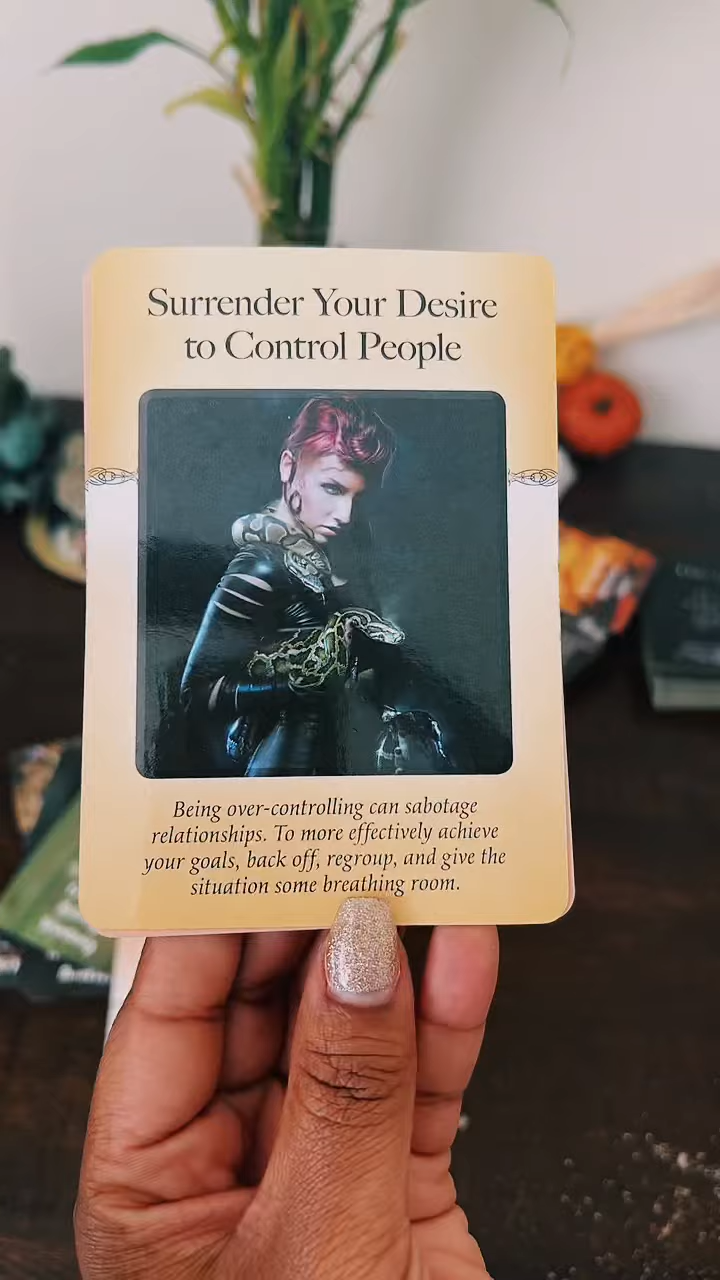 Surrender Your Desire
to Control People
Being over-controlling can sabotage
relationships. To more effectively achieve
your goals, back off, regroup, and give the
situation some breathing room.